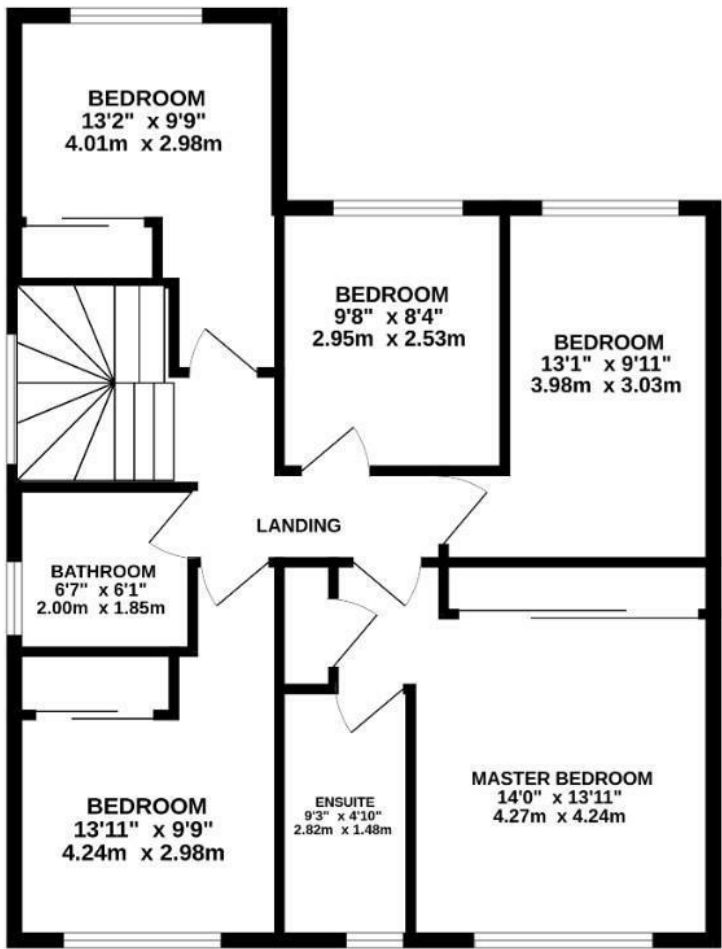 BEDROOM
13'2" x 9'9"
4.01m x 2.98m
BEDROOM
9'8" x 8'4"
2.95m x 2.53m
BEDROOM
13'1" x 9'11"
3.98m x 3.03m
LANDING
BATHROOM
6'7" x 6'1"
2.00m x 1.85m
BEDROOM
13'11" x 9'9"
4.24m x 2.98m
ENSUITE
9'3" x 4'10"
2.82m x 1.48m
MASTER BEDROOM
14'0" x 13'11"
4.27m x 4.24m